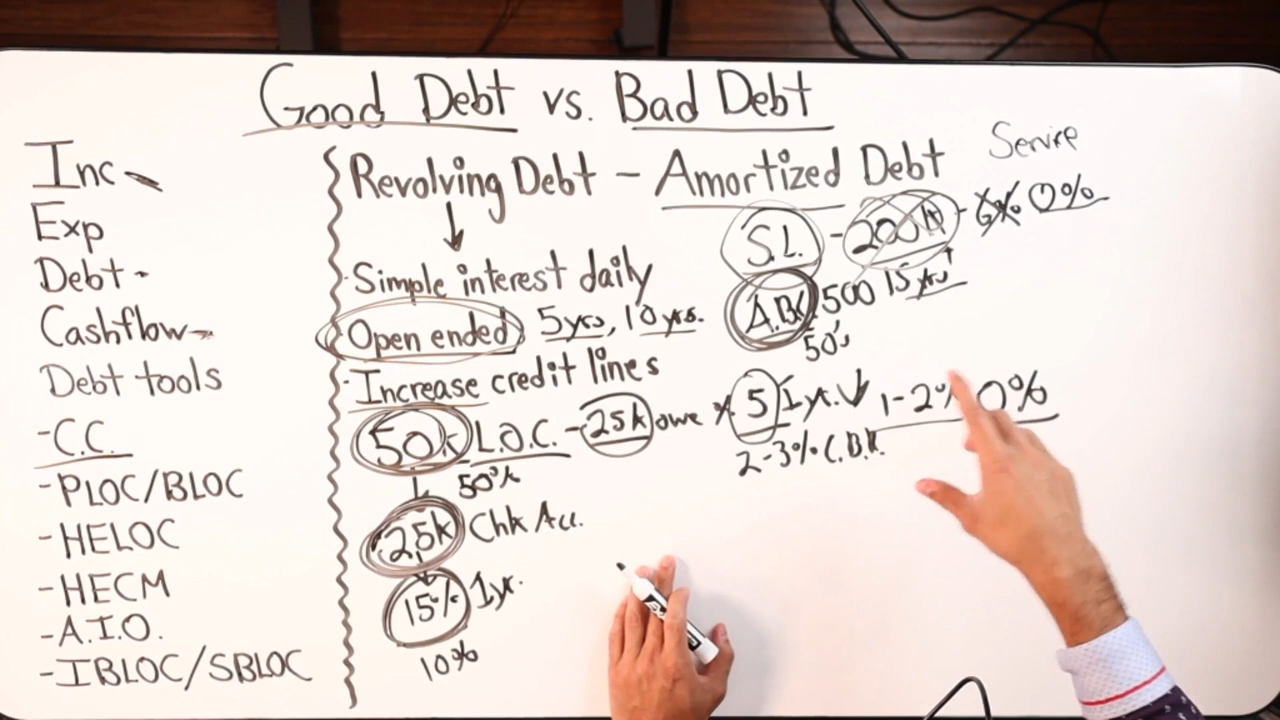 Good Debt vs. Bad Debt
Inc
Exp
Debt
Cashflow
Debt tools
-C.C.
-PLOC/BLOC
-HELOC
-HECM
-A.I.O.
-IBLOC/SBLOC
Revolving Debt - Amortized Debt
Service
·Simple interest daily
·Open ended 5yrs, 10yrs.
·Increase credit lines
50k L.O.C. - 25k owe
50%
25k Chk Acc.
15% 1yr.
10%
S.L. - 200k - 6% 0%
500 15yrs
50%
5 1yr. 1-2% 0%
2-3% C.B.R.